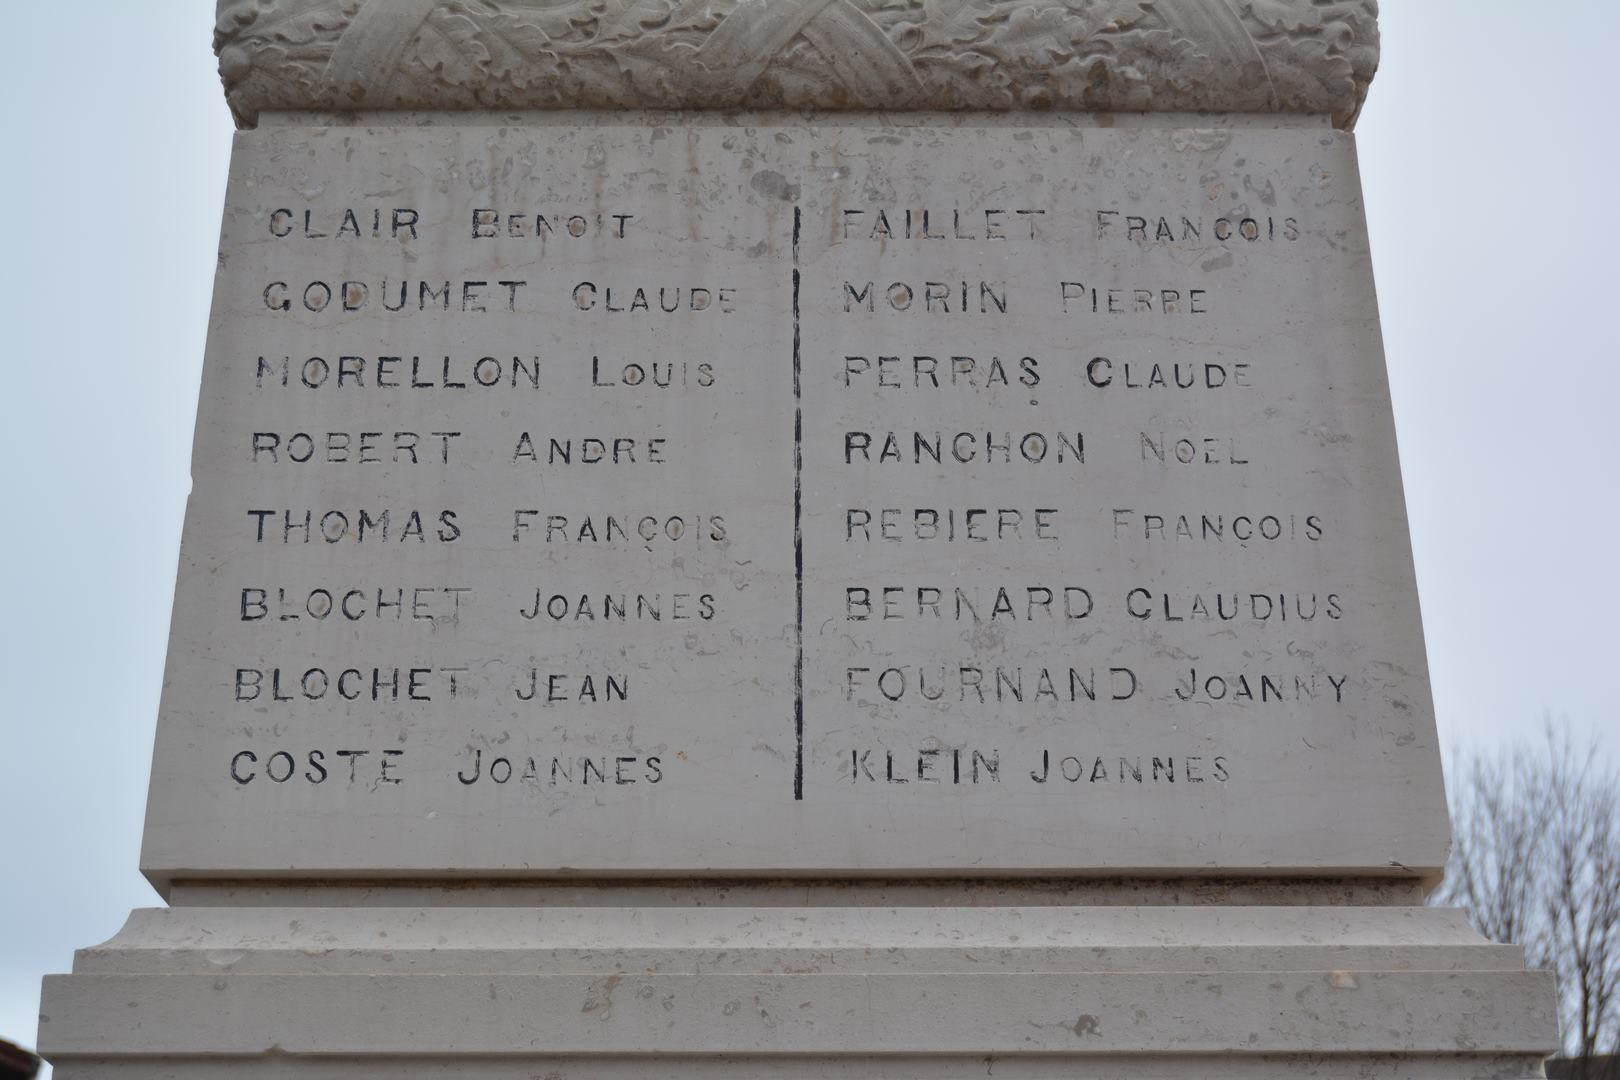 CLAIR BENOIT
GODUMET CLAUDE
MORELLON LOUIS
ROBERT ANDRE
THOMAS FRANÇOIS
BLOCHET JOANNES
BLOCHET JEAN
COSTE JOANNES
FAILLET FRANÇOIS
MORIN PIERRE
PERRAS CLAUDE
RANCHON NOEL
REBIERE FRANÇOIS
BERNARD CLAUDIUS
FOURNAND JOANNY
KLEIN JOANNES